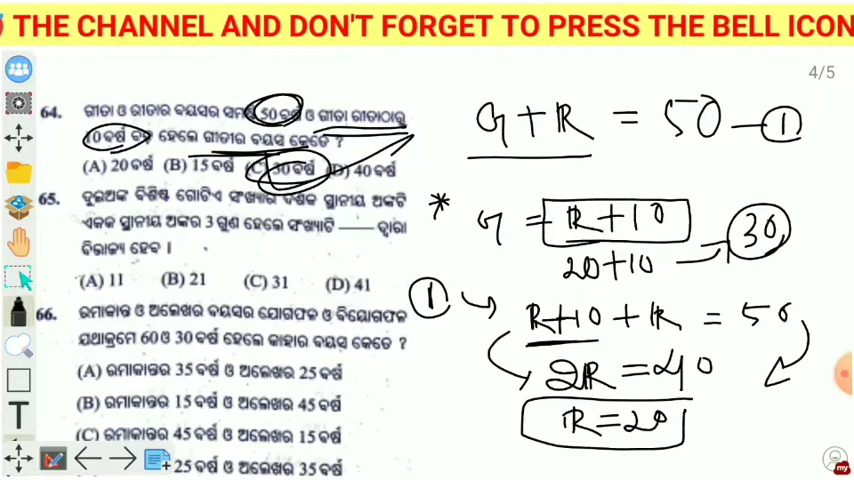 THE CHANNEL AND DON'T FORGET TO PRESS THE BELL ICON
4/5
64. ଗୀତା ଓ ରୀତାର ବୟସର ସମଷ୍ଟି 50 ବର୍ଷ ଓ ଗୀତା ରୀତାଠାରୁ
10 ବର୍ଷ ବଡ଼ ହେଲେ ଗୀତାର ବୟସ କେତେ ?
(A) 20 ବର୍ଷ (B) 15 ବର୍ଷ (C) 30 ବର୍ଷ (D) 40 ବର୍ଷ
65. ଦୁଇଅଙ୍କ ବିଶିଷ୍ଟ ଗୋଟିଏ ସଂଖ୍ୟାର ଦଶକ ସ୍ଥାନୀୟ ଅଙ୍କଟି
ଏକକ ସ୍ଥାନୀୟ ଅଙ୍କର 3 ଗୁଣ ହେଲେ ସଂଖ୍ୟାଟି —— ଦ୍ୱାରା
ବିଭାଜ୍ୟ ହେବ ।
(A) 11 (B) 21 (C) 31 (D) 41
66. ରମାକାନ୍ତ ଓ ଅଲେଖର ବୟସର ଯୋଗଫଳ ଓ ବିୟୋଗଫଳ
ଯଥାକ୍ରମେ 60 ଓ 30 ବର୍ଷ ହେଲେ କାହାର ବୟସ କେତେ ?
(A) ରମାକାନ୍ତର 35 ବର୍ଷ ଓ ଅଲେଖର 25 ବର୍ଷ
(B) ରମାକାନ୍ତର 15 ବର୍ଷ ଓ ଅଲେଖର 45 ବର୍ଷ
(C) ରମାକାନ୍ତର 45 ବର୍ଷ ଓ ଅଲେଖର 15 ବର୍ଷ
25 ବର୍ଷ ଓ ଅଲେଖର 35 ବର୍ଷ
G + R = 50 — 1
* G = R + 10
20 + 10 → 30
1 → R + 10 + R = 50
2R = 40
R = 20
T
my